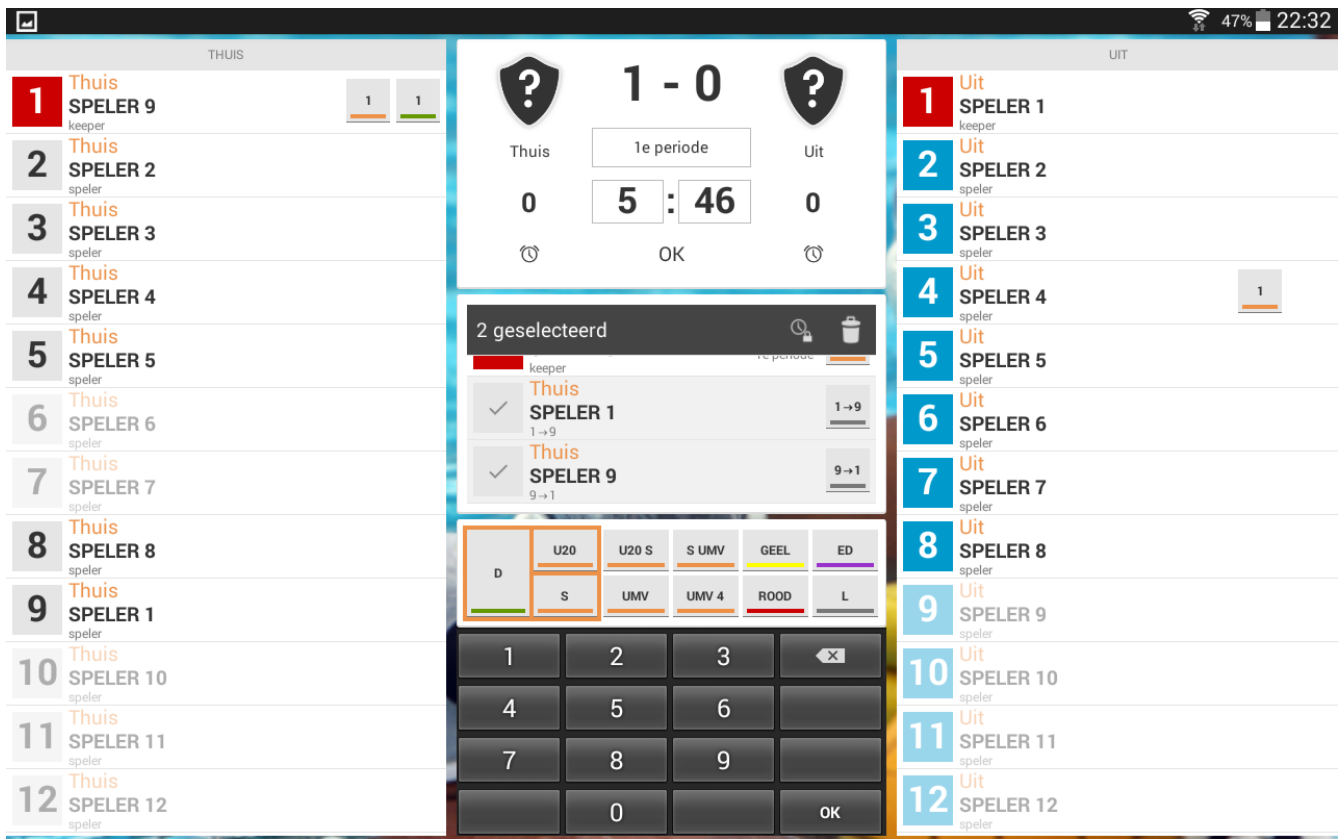 47% 22:32
THUIS
1 Thuis
SPELER 9
keeper
1 1
2 Thuis
SPELER 2
speler
3 Thuis
SPELER 3
speler
4 Thuis
SPELER 4
speler
5 Thuis
SPELER 5
speler
6 Thuis
SPELER 6
speler
7 Thuis
SPELER 7
speler
8 Thuis
SPELER 8
speler
9 Thuis
SPELER 1
speler
10 Thuis
SPELER 10
speler
11 Thuis
SPELER 11
speler
12 Thuis
SPELER 12
speler
? 1 - 0 ?
Thuis 1e periode Uit
0 5 : 46 0
OK
2 geselecteerd
1e periode
keeper
Thuis
SPELER 1 1→9
1→9
Thuis
SPELER 9 9→1
9→1
D
U20 U20 S S UMV GEEL ED
S UMV UMV 4 ROOD L
1 2 3
4 5 6
7 8 9
0 OK
UIT
1 Uit
SPELER 1
keeper
2 Uit
SPELER 2
speler
3 Uit
SPELER 3
speler
4 Uit
SPELER 4
speler
1
5 Uit
SPELER 5
speler
6 Uit
SPELER 6
speler
7 Uit
SPELER 7
speler
8 Uit
SPELER 8
speler
9 Uit
SPELER 9
speler
10 Uit
SPELER 10
speler
11 Uit
SPELER 11
speler
12 Uit
SPELER 12
speler